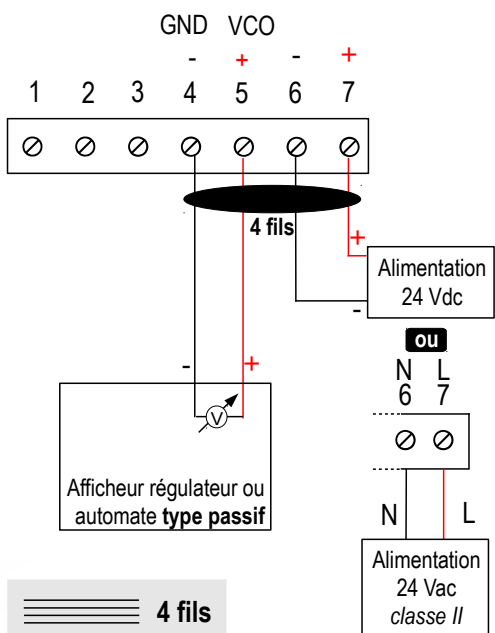 GND VCO
- + - +
1 2 3 4 5 6 7
4 fils
+
Alimentation
24 Vdc
-
ou
N L
6 7
- +
V
Afficheur régulateur ou
automate type passif
N L
Alimentation
24 Vac
classe II
4 fils